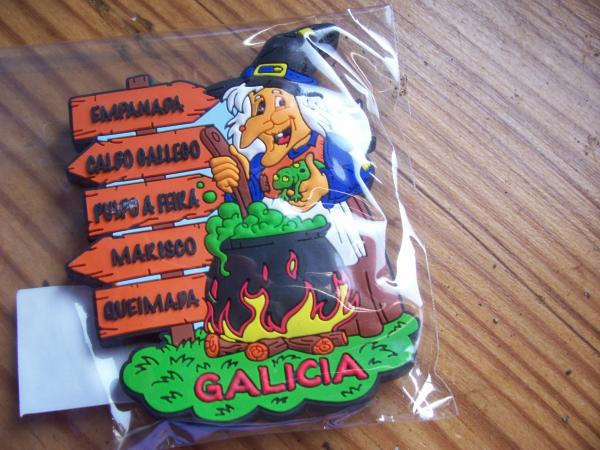 EMPANADA
CALDO GALLEGO
PULPO A FEIRA
MARISCO
QUEIMADA
GALICIA